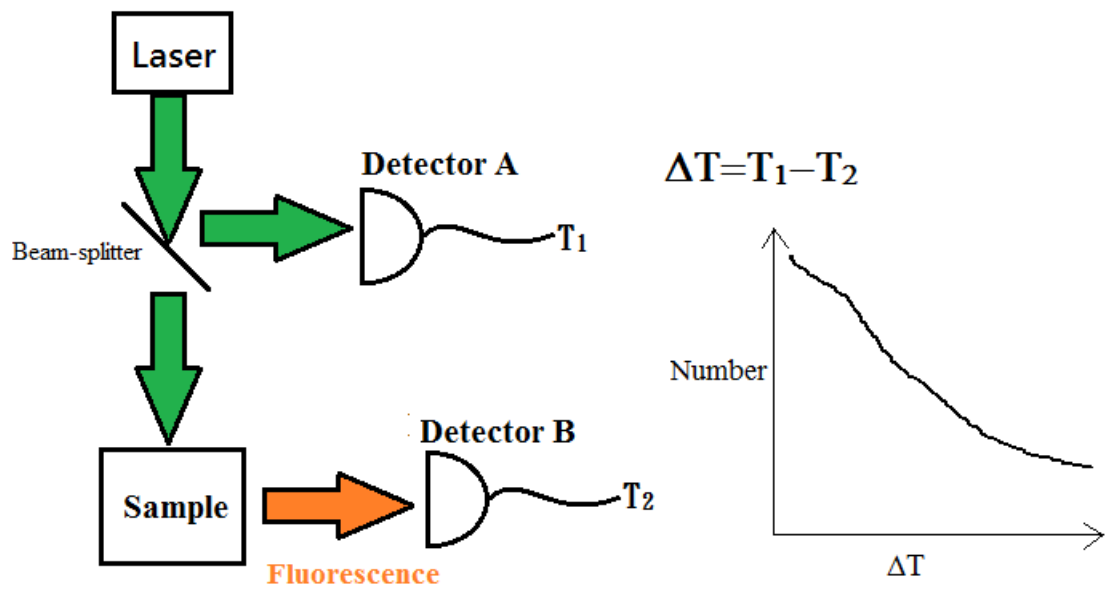 Laser
Detector A
Beam-splitter
T₁
Sample
Detector B
T₂
Fluorescence
ΔT=T₁−T₂
Number
ΔT